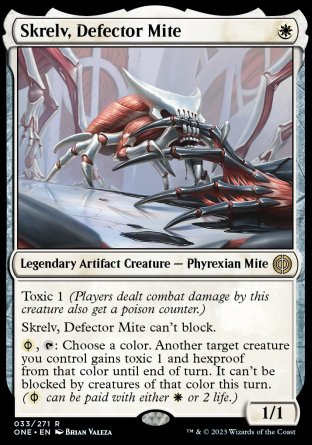 Skrelv, Defector Mite
Legendary Artifact Creature — Phyrexian Mite
Toxic 1 (Players dealt combat damage by this
creature also get a poison counter.)
Skrelv, Defector Mite can't block.
, : Choose a color. Another target creature
you control gains toxic 1 and hexproof
from that color until end of turn. It can't be
blocked by creatures of that color this turn.
( can be paid with either or 2 life.)
1/1
033/271 R
ONE • EN Brian Valeza
™ & © 2023 Wizards of the Coast